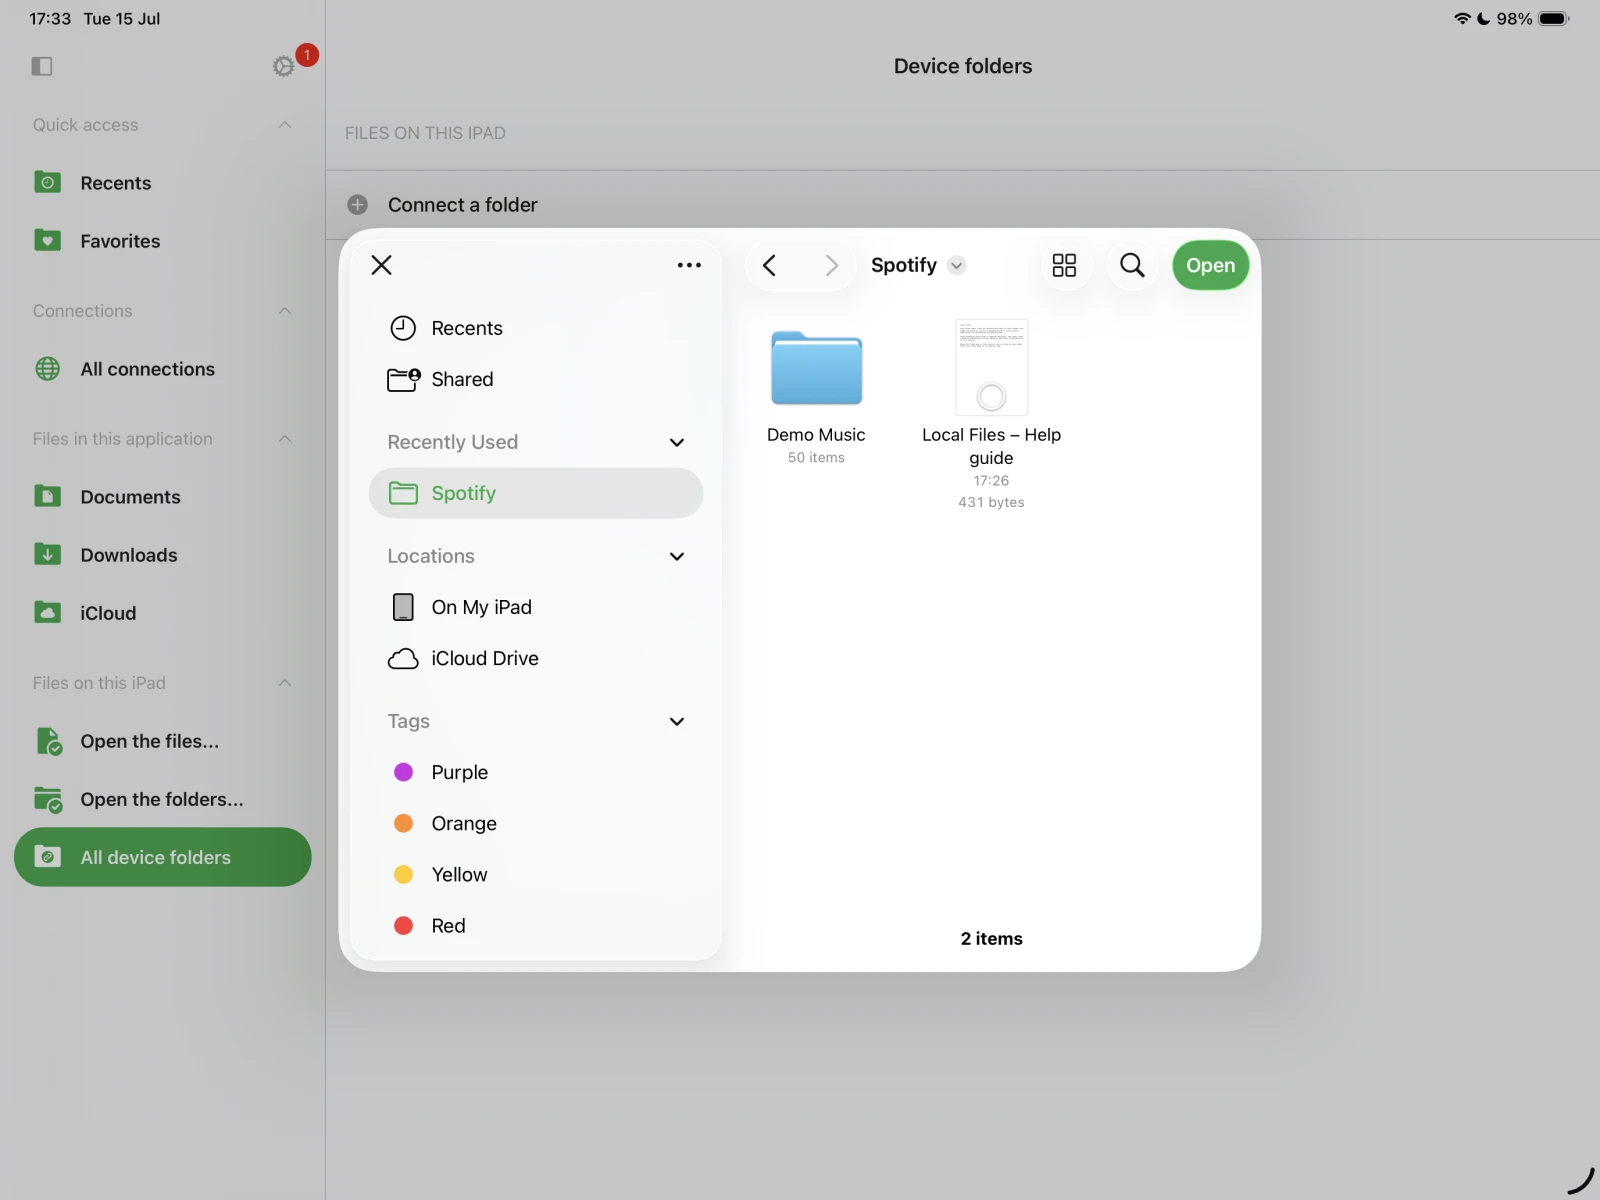 17:33 Tue 15 Jul
98%
1
Quick access
Recents
Favorites
Connections
All connections
Files in this application
Documents
Downloads
iCloud
Files on this iPad
Open the files...
Open the folders...
All device folders
Device folders
FILES ON THIS IPAD
Connect a folder
Recents
Shared
Recently Used
Spotify
Locations
On My iPad
iCloud Drive
Tags
Purple
Orange
Yellow
Red
Spotify
Open
Demo Music
50 items
Local Files – Help
guide
17:26
431 bytes
2 items